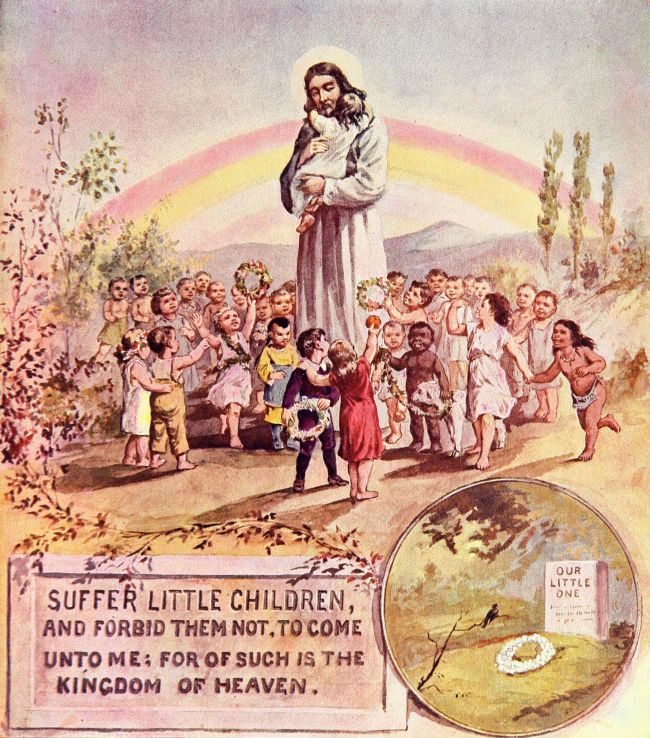 SUFFER LITTLE CHILDREN,
AND FORBID THEM NOT, TO COME
UNTO ME; FOR OF SUCH IS THE
KINGDOM OF HEAVEN.
OUR
LITTLE
ONE